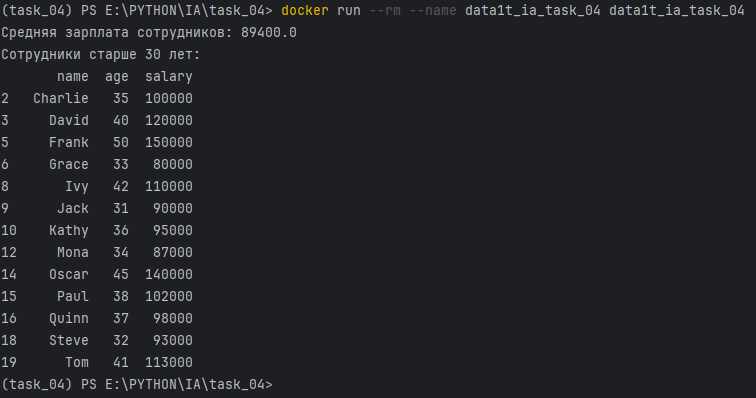 (task_04) PS E:\PYTHON\IA\task_04> docker run --rm --name data1t_ia_task_04 data1t_ia_task_04
Средняя зарплата сотрудников: 89400.0
Сотрудники старше 30 лет:
       name  age  salary
2   Charlie   35  100000
3     David   40  120000
5     Frank   50  150000
6     Grace   33   80000
8       Ivy   42  110000
9      Jack   31   90000
10    Kathy   36   95000
12     Mona   34   87000
14    Oscar   45  140000
15     Paul   38  102000
16    Quinn   37   98000
18    Steve   32   93000
19      Tom   41  113000
(task_04) PS E:\PYTHON\IA\task_04>